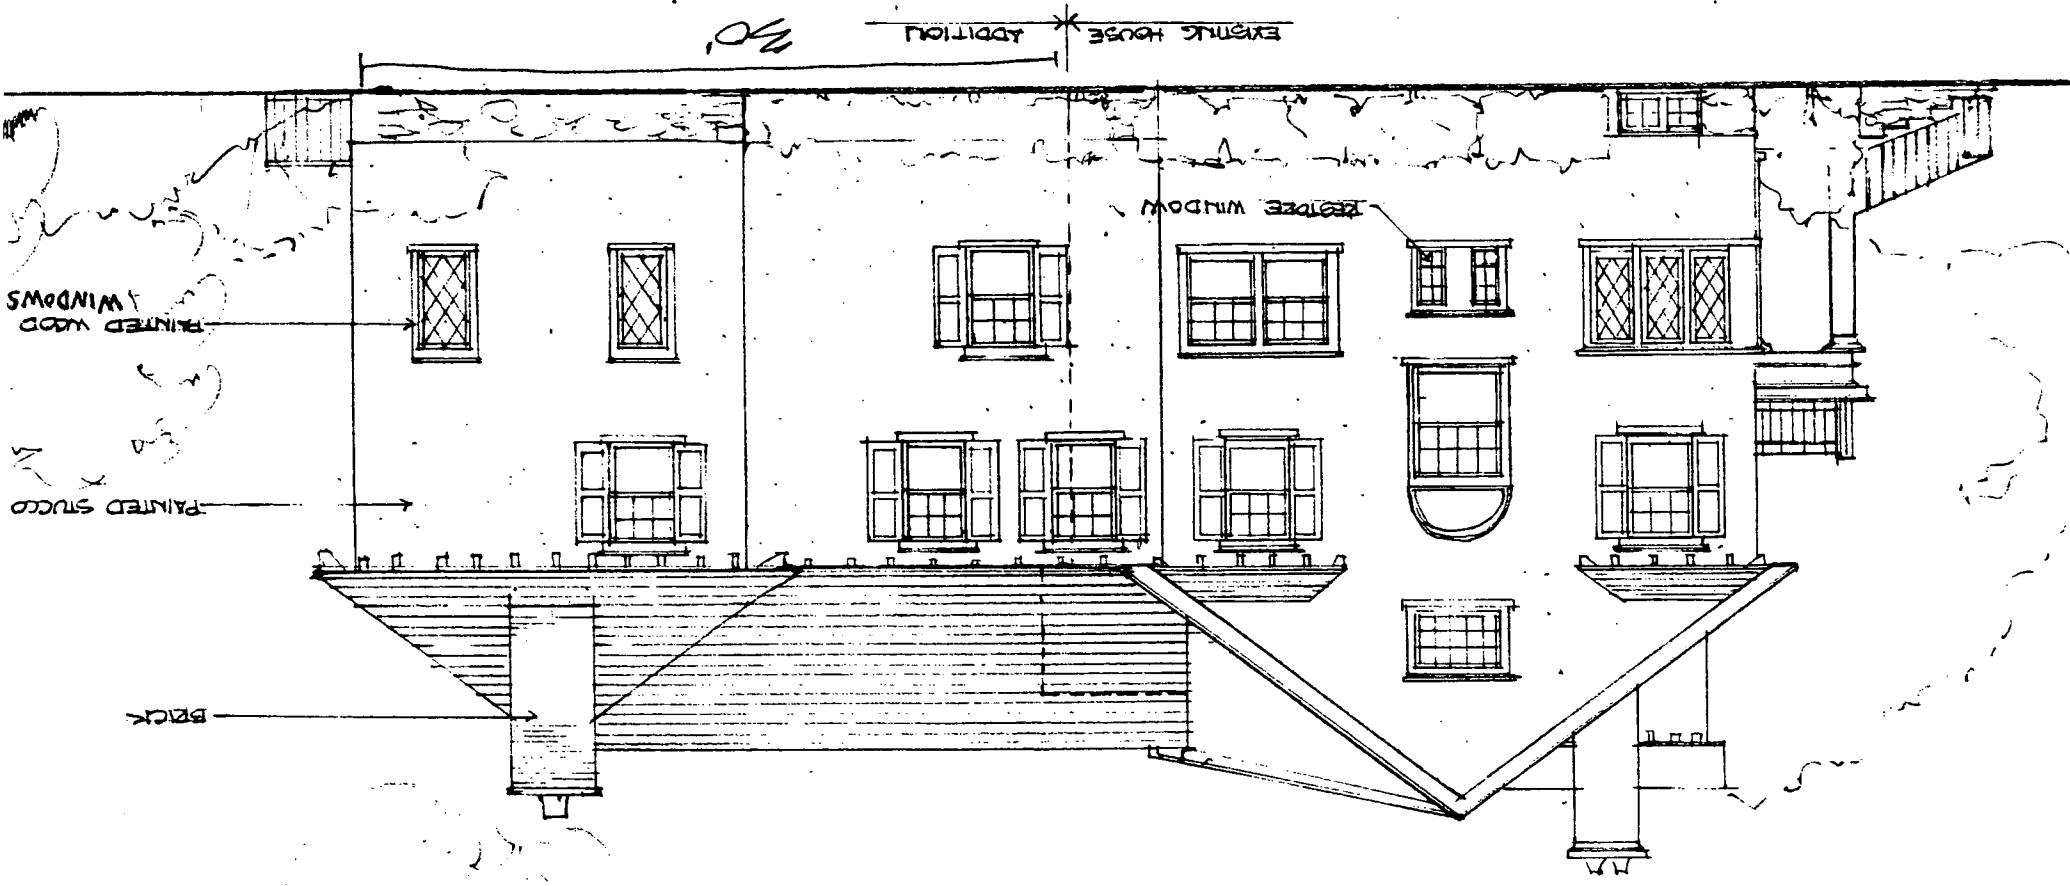 BRICK
PAINTED STUCCO
PAINTED WOOD
WINDOWS
RESTORE WINDOW
EXISTING HOUSE
ADDITION
30'